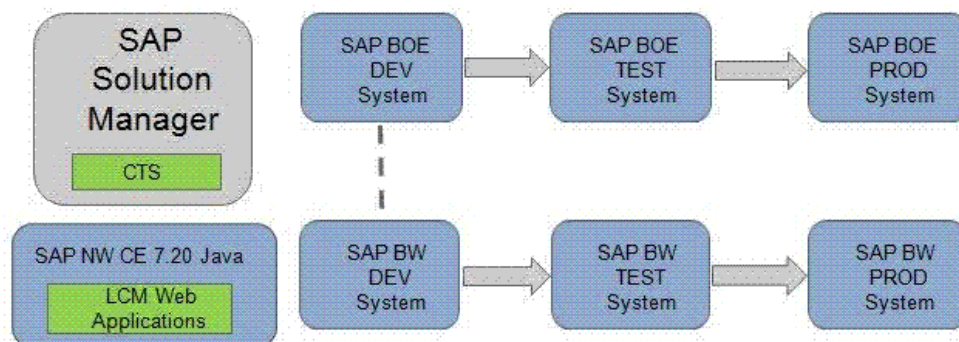 SAP
Solution
Manager
CTS
SAP NW CE 7.20 Java
LCM Web
Applications
SAP BOE
DEV
System
SAP BOE
TEST
System
SAP BOE
PROD
System
SAP BW
DEV
System
SAP BW
TEST
System
SAP BW
PROD
System